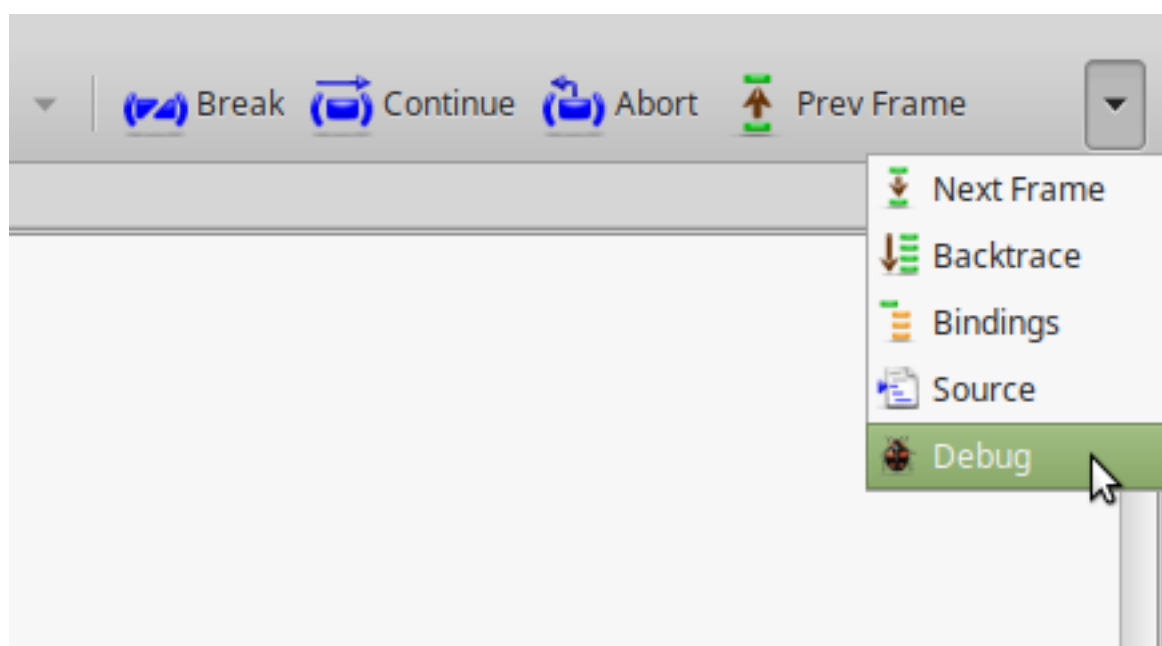 Break Continue Abort Prev Frame
Next Frame
Backtrace
Bindings
Source
Debug